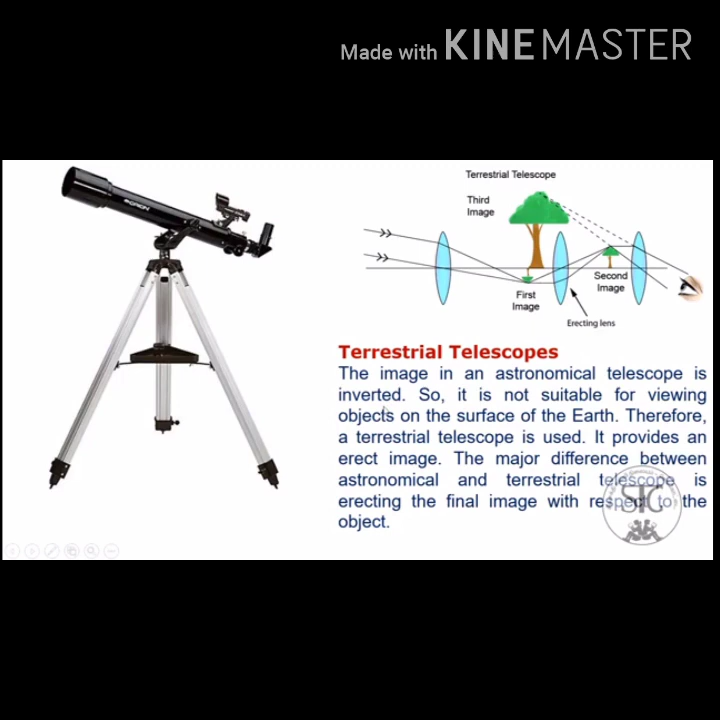 Made with KINEMASTER
Terrestrial Telescope
Third
Image
First
Image
Second
Image
Erecting lens
ORION
Terrestrial Telescopes
The image in an astronomical telescope is
inverted. So, it is not suitable for viewing
objects on the surface of the Earth. Therefore,
a terrestrial telescope is used. It provides an
erect image. The major difference between
astronomical and terrestrial telescope is
erecting the final image with respect to the
object.
STC